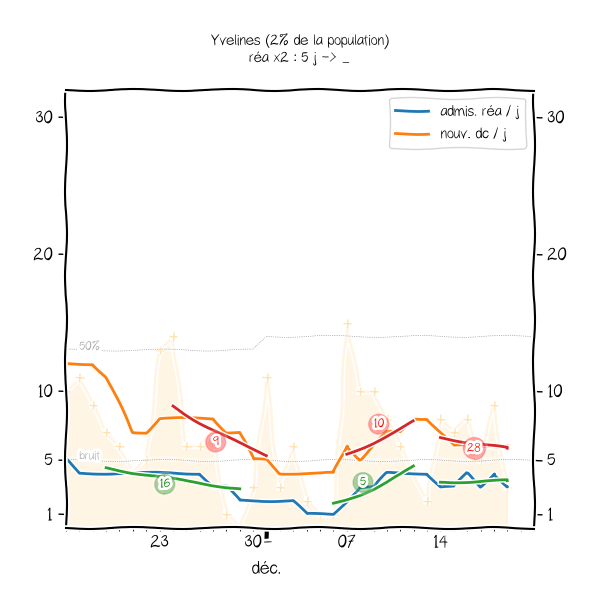 Yvelines (2% de la population)
réa x2 : 5 j -> _
admis. réa / j
nouv. dc / j
30 30
20 20
50%
10 10
10
9
28
bruit
5 5
16
5
1 1
23 30 07 14
déc.